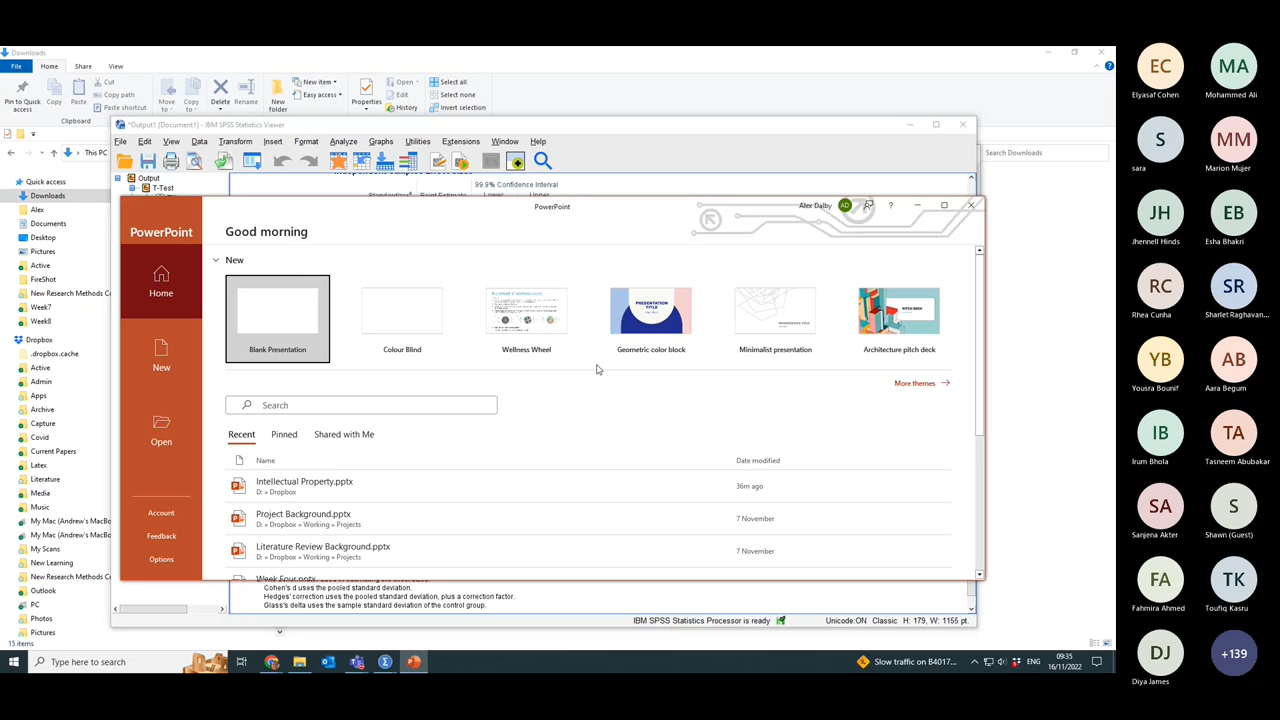 Downloads
File
Home
Share
View
Pin to Quick access
Copy
Paste
Cut
Copy path
Paste shortcut
Clipboard
Move to
Copy to
Delete
Rename
New folder
New item
Easy access
Properties
Open
Edit
History
Select all
Select none
Invert selection
This PC
Search Downloads
Quick access
Downloads
Alex
Documents
Desktop
Pictures
Active
FireShot
New Research Methods C
Week7
Week8
Dropbox
.dropbox.cache
Active
Admin
Apps
Archive
Capture
Covid
Current Papers
Latex
Literature
Media
Music
My Mac (Andrew's MacBo
My Mac (Andrew's MacBo
My Scans
New Learning
New Research Methods Co
Outlook
PC
Photos
Pictures
15 items
*Output1 [Document1] - IBM SPSS Statistics Viewer
File Edit View Data Transform Insert Format Analyze Graphs Utilities Extensions Window Help
Output
T-Test
99.9% Confidence Interval
PowerPoint
Alex Dalby
AD
?
PowerPoint
Home
New
Open
Account
Feedback
Options
Good morning
New
Blank Presentation
Colour Blind
Wellness Wheel
PRESENTATION TITLE
Geometric color block
PRESENTATION TITLE
Minimalist presentation
PITCH DECK
Architecture pitch deck
More themes
Search
Recent Pinned Shared with Me
Name Date modified
Intellectual Property.pptx
D: » Dropbox
36m ago
Project Background.pptx
D: » Dropbox » Working » Projects
7 November
Literature Review Background.pptx
D: » Dropbox » Working » Projects
7 November
Week Four.pptx
Cohen's d uses the pooled standard deviation.
Hedges' correction uses the pooled standard deviation, plus a correction factor.
Glass's delta uses the sample standard deviation of the control group.
IBM SPSS Statistics Processor is ready
Unicode:ON Classic H: 179, W: 1155 pt.
Type here to search
Slow traffic on B4017...
ENG
09:35
16/11/2022
EC
Elyasaf Cohen
MA
Mohammed Ali
S
sara
MM
Marion Mujer
JH
Jhennell Hinds
EB
Esha Bhakri
RC
Rhea Cunha
SR
Sharlet Raghavan...
YB
Yousra Bounif
AB
Aara Begum
IB
Irum Bhola
TA
Tasneem Abubakar
SA
Sanjena Akter
S
Shawn (Guest)
FA
Fahmira Ahmed
TK
Toufiq Kasru
DJ
Diya James
+139